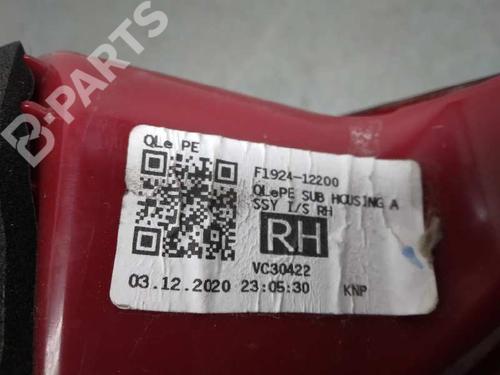 B-PARTS
QLe PE
F1924-12200
QLePE SUB HOUSING A
SSY I/S RH
RH
VC30422
03.12.2020 23:05:30 KNP